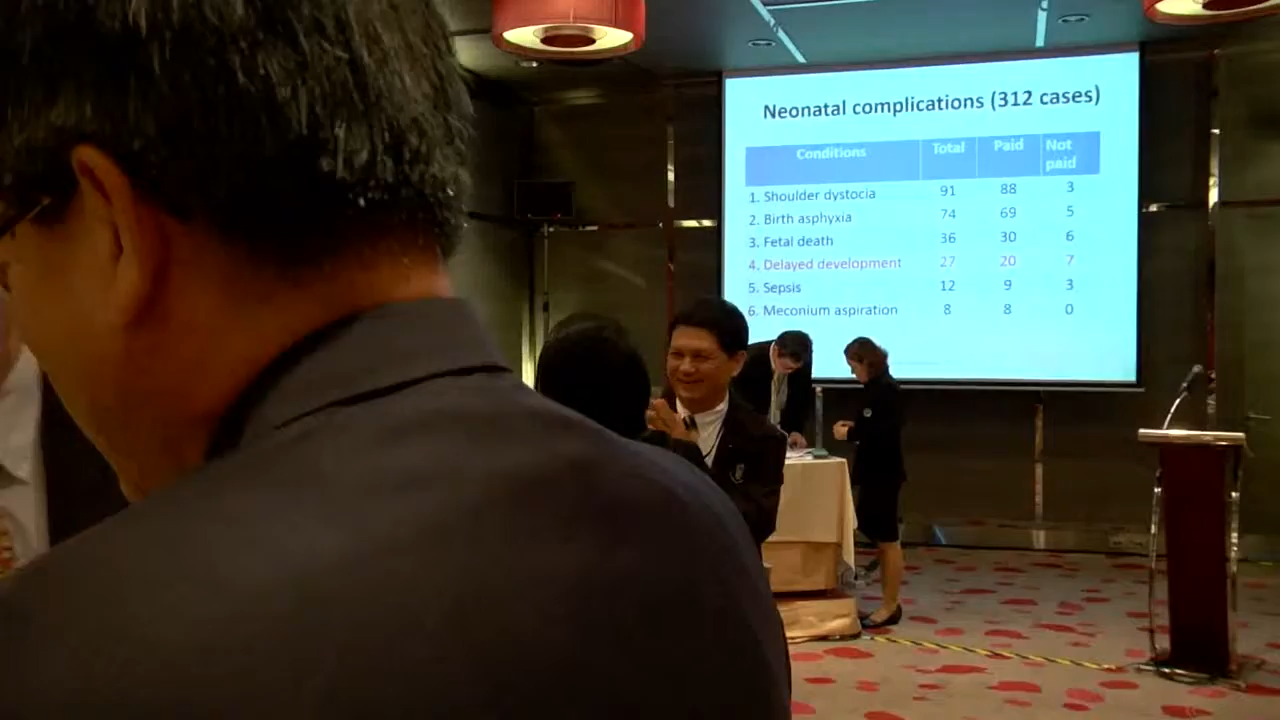 Neonatal complications (312 cases)
Conditions Total Paid Not paid
1. Shoulder dystocia 91 88 3
2. Birth asphyxia 74 69 5
3. Fetal death 36 30 6
4. Delayed development 27 20 7
5. Sepsis 12 9 3
6. Meconium aspiration 8 8 0